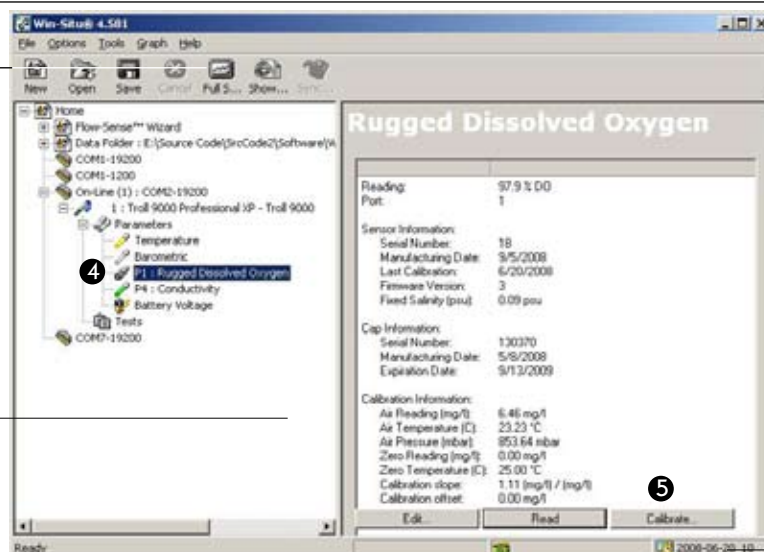 Win-Situ® 4.581
File Options Tools Graph Help
New Open Save Cancel Full S... Show... Sync...
Home
Flow-Sense™ Wizard
Data Folder : E:\Source Code\SrcCode2\Software\W
COM1-19200
COM1-1200
On-Line (1) : COM2-19200
1 : Troll 9000 Professional XP - Troll 9000
Parameters
Temperature
Barometric
4 P1 : Rugged Dissolved Oxygen
P4 : Conductivity
Battery Voltage
Tests
COM7-19200
Rugged Dissolved Oxygen
Reading: 97.9 % DO
Port: 1
Sensor Information:
Serial Number: 18
Manufacturing Date: 9/5/2008
Last Calibration: 6/20/2008
Firmware Version: 3
Fixed Salinity (psu): 0.09 psu
Cap Information:
Serial Number: 130370
Manufacturing Date: 5/8/2008
Expiration Date: 9/13/2009
Calibration Information:
Air Reading (mg/l): 6.46 mg/l
Air Temperature (C): 23.23 °C
Air Pressure (mbar): 853.64 mbar
Zero Reading (mg/l): 0.00 mg/l
Zero Temperature (C): 25.00 °C
Calibration slope: 1.11 (mg/l) / (mg/l)
Calibration offset: 0.00 mg/l
5
Edit... Read Calibrate...
Ready 2008-06-20 10